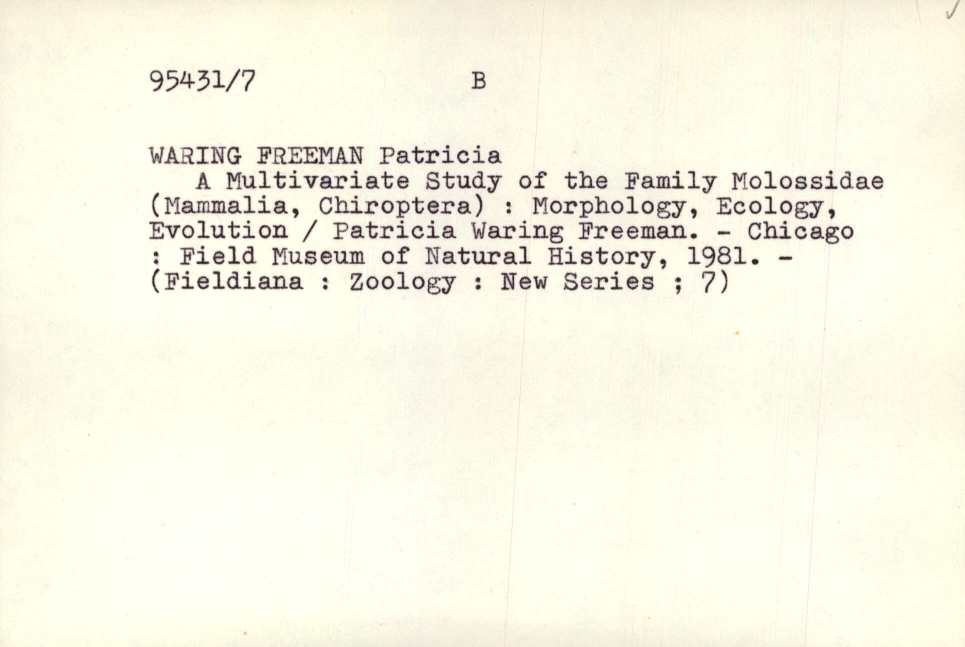 95431/7 B
WARING FREEMAN Patricia
A Multivariate Study of the Family Molossidae
(Mammalia, Chiroptera) : Morphology, Ecology,
Evolution / Patricia Waring Freeman. - Chicago
: Field Museum of Natural History, 1981. -
(Fieldiana : Zoology : New Series ; 7)